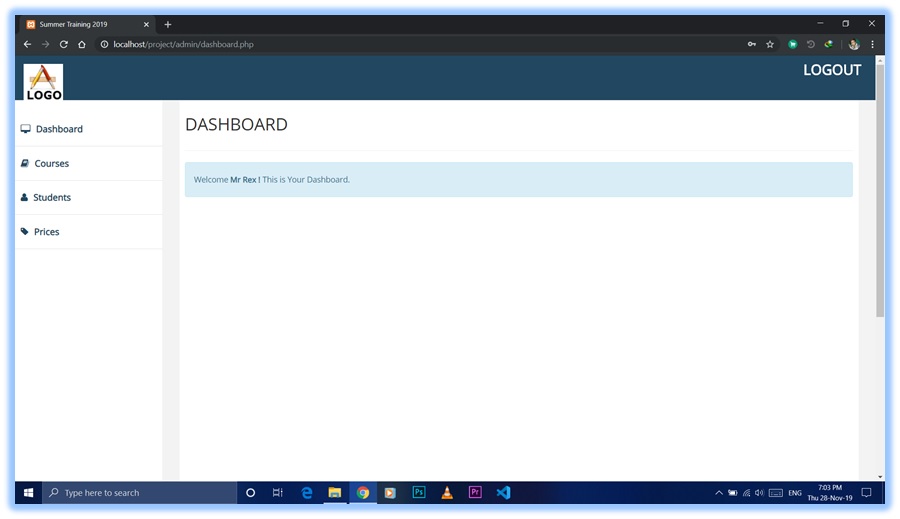 Summer Training 2019
localhost/project/admin/dashboard.php
LOGO
LOGOUT
Dashboard
Courses
Students
Prices
DASHBOARD
Welcome Mr Rex ! This is Your Dashboard.
Type here to search
Ps
Pr
ENG
7:03 PM
Thu 28-Nov-19